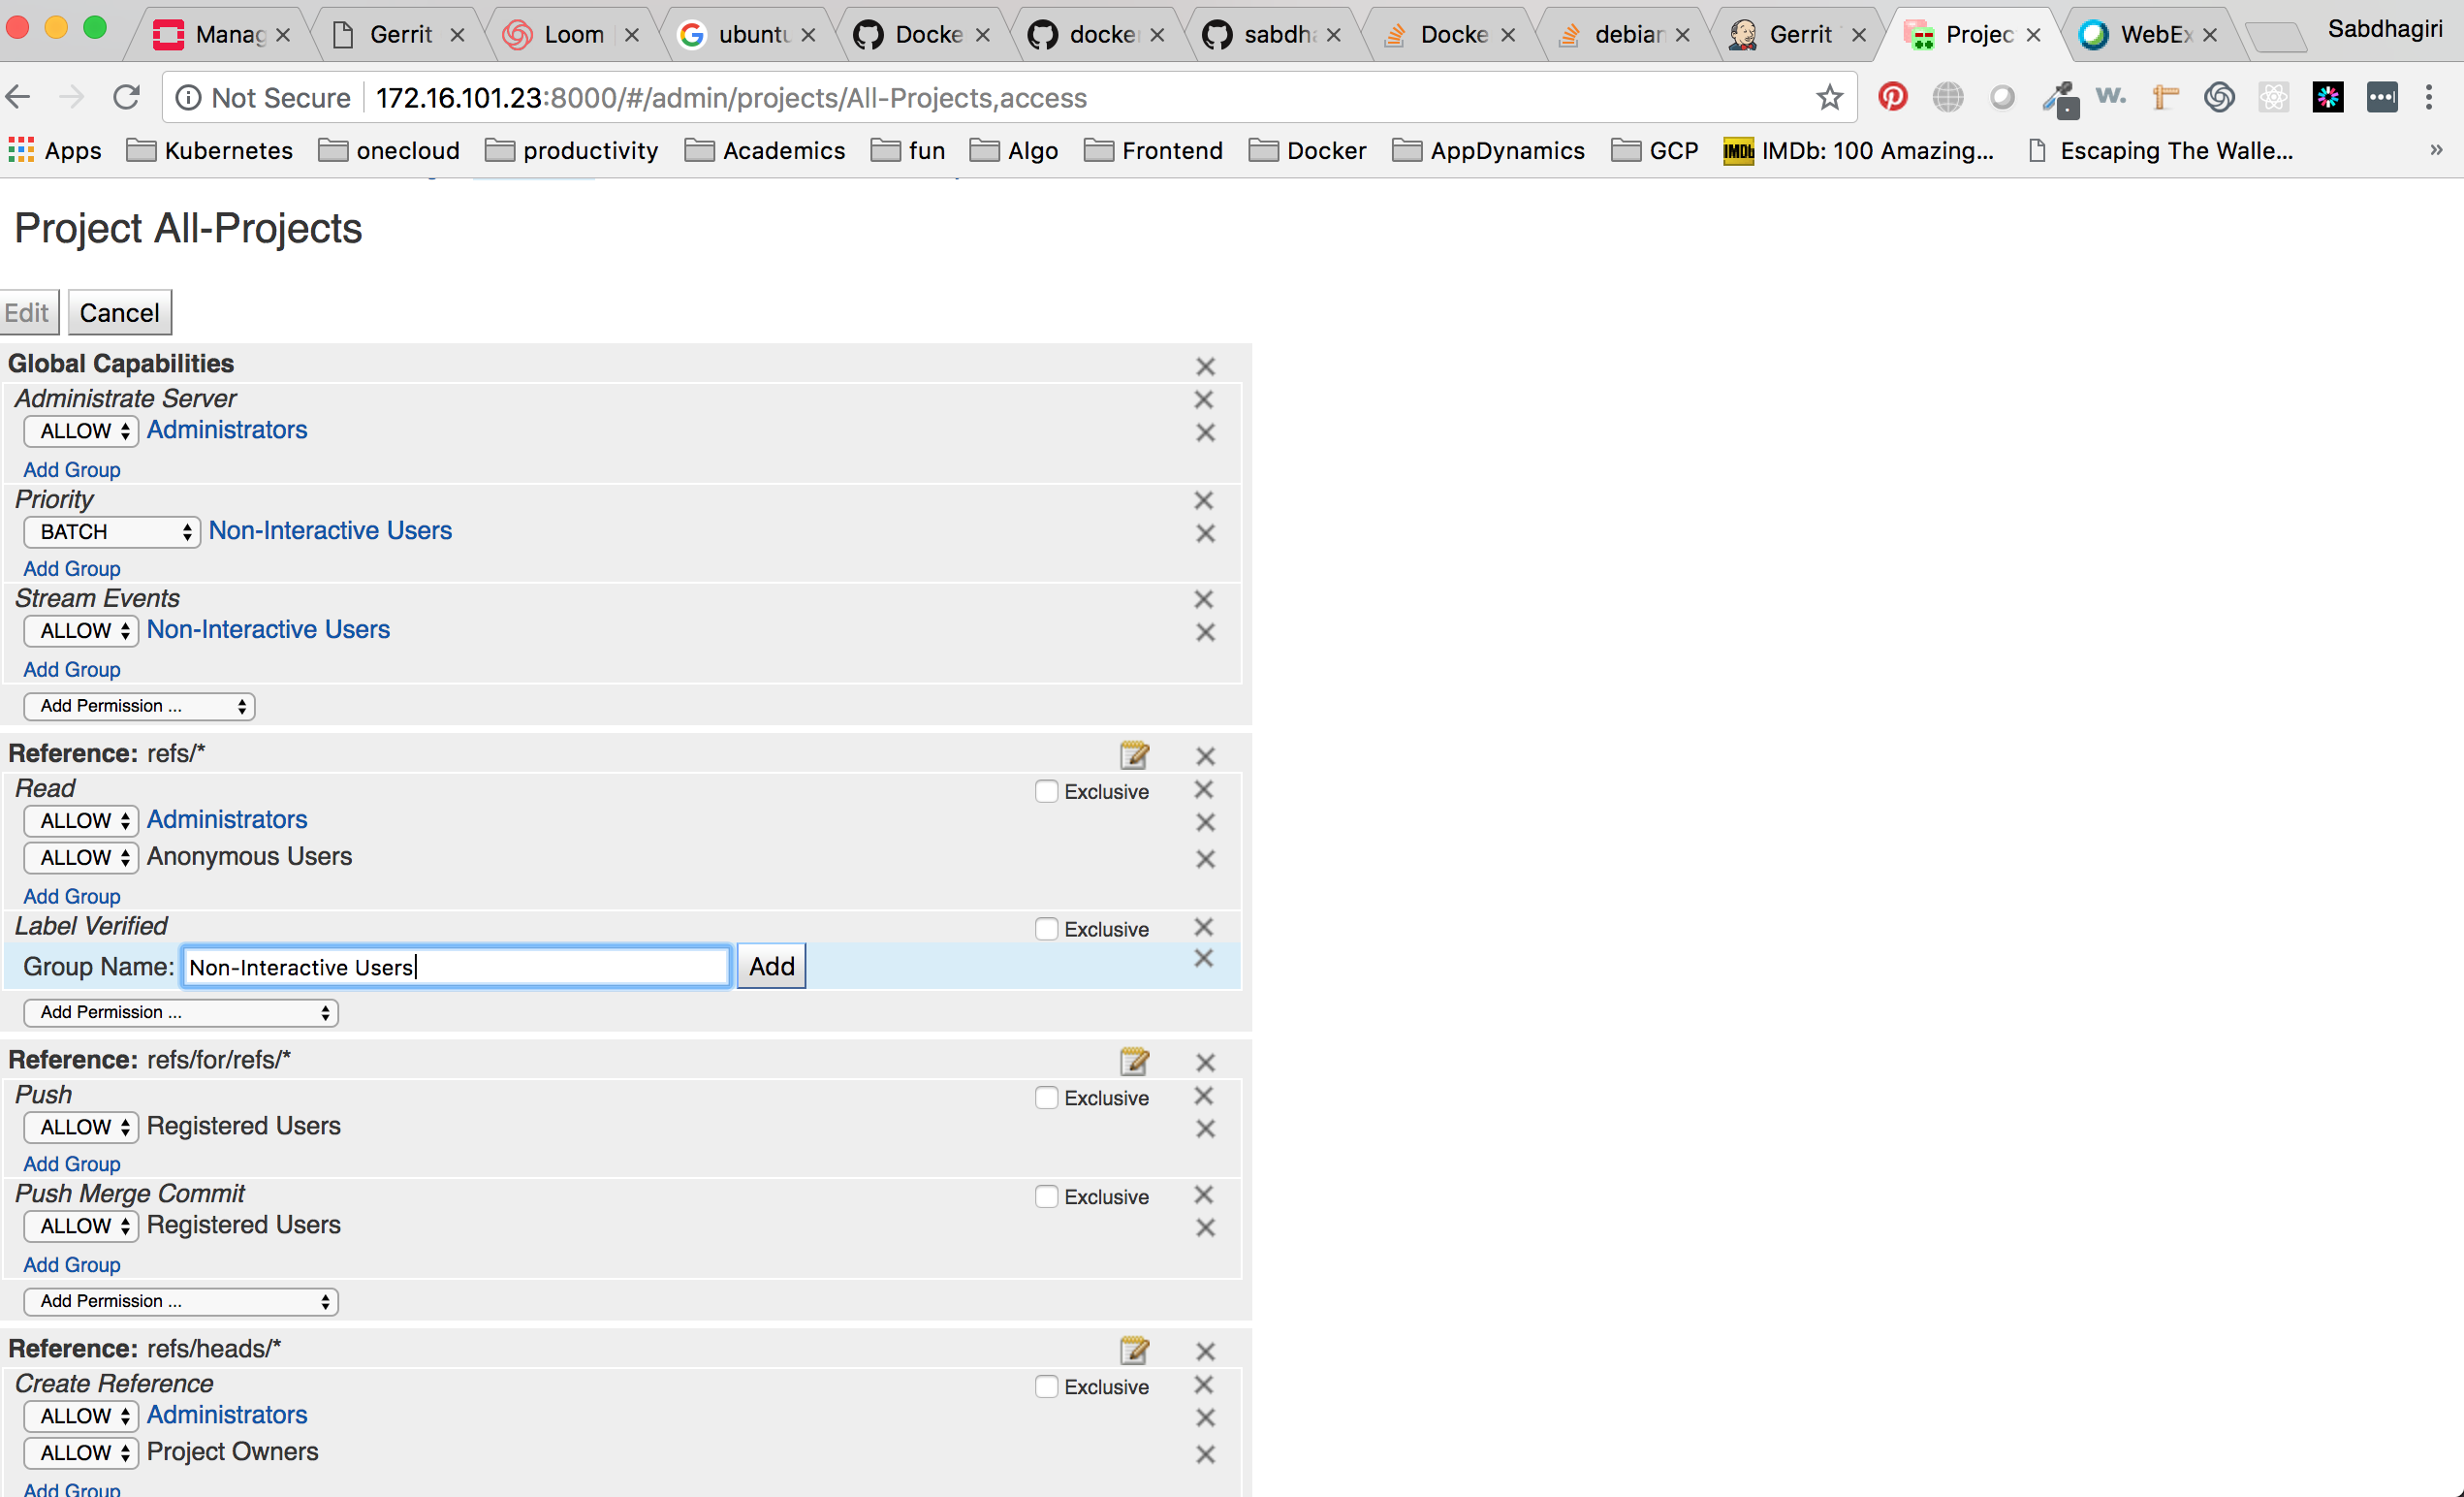 Manag Gerrit Loom ubuntu Docke docker sabdha Docke debian Gerrit Projec WebEx Sabdhagiri
Not Secure 172.16.101.23:8000/#/admin/projects/All-Projects,access
Apps Kubernetes onecloud productivity Academics fun Algo Frontend Docker AppDynamics GCP IMDb IMDb: 100 Amazing... Escaping The Walle... »
Project All-Projects
Edit Cancel
Global Capabilities
Administrate Server
ALLOW Administrators
Add Group
Priority
BATCH Non-Interactive Users
Add Group
Stream Events
ALLOW Non-Interactive Users
Add Group
Add Permission ...
Reference: refs/*
Read Exclusive
ALLOW Administrators
ALLOW Anonymous Users
Add Group
Label Verified Exclusive
Group Name: Non-Interactive Users Add
Add Permission ...
Reference: refs/for/refs/*
Push Exclusive
ALLOW Registered Users
Add Group
Push Merge Commit Exclusive
ALLOW Registered Users
Add Group
Add Permission ...
Reference: refs/heads/*
Create Reference Exclusive
ALLOW Administrators
ALLOW Project Owners
Add Group